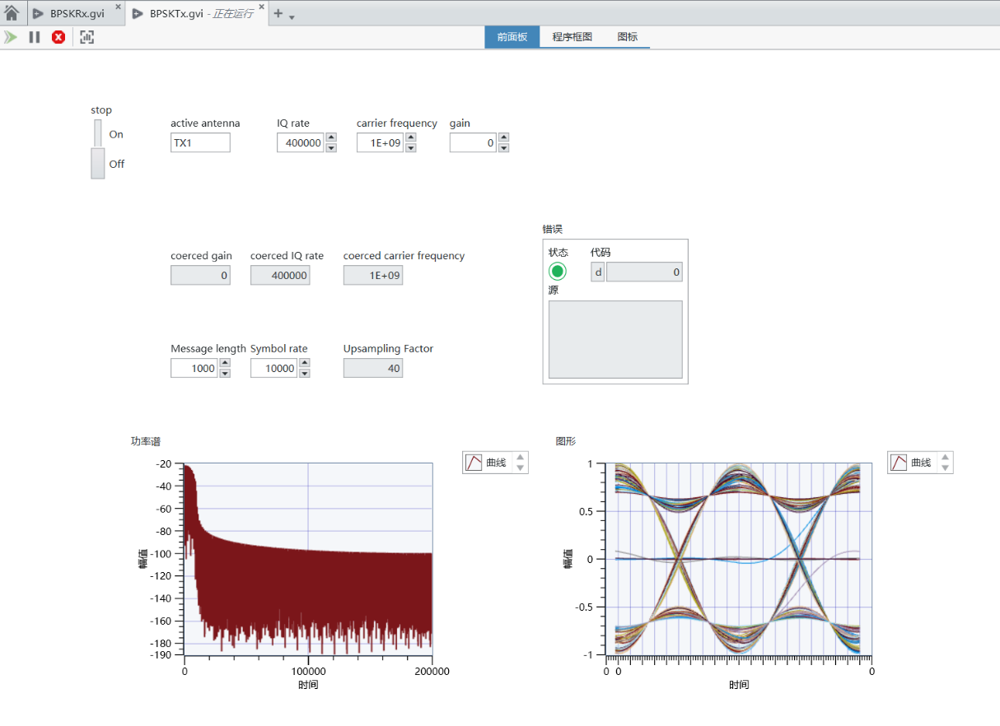 BPSKRx.gvi
BPSKTx.gvi - 正在运行
前面板 程序框图 图标
stop
On
Off
active antenna IQ rate carrier frequency gain
TX1 400000 1E+09 0
错误
状态 代码
d 0
源
coerced gain coerced IQ rate coerced carrier frequency
0 400000 1E+09
Message length Symbol rate Upsampling Factor
1000 10000 40
功率谱
曲线
-20
-40
-60
-80
-100
-120
-140
-160
-180
-190
幅值
0 100000 200000
时间
图形
曲线
1
0.5
0
-0.5
-1
幅值
0 0 0
时间